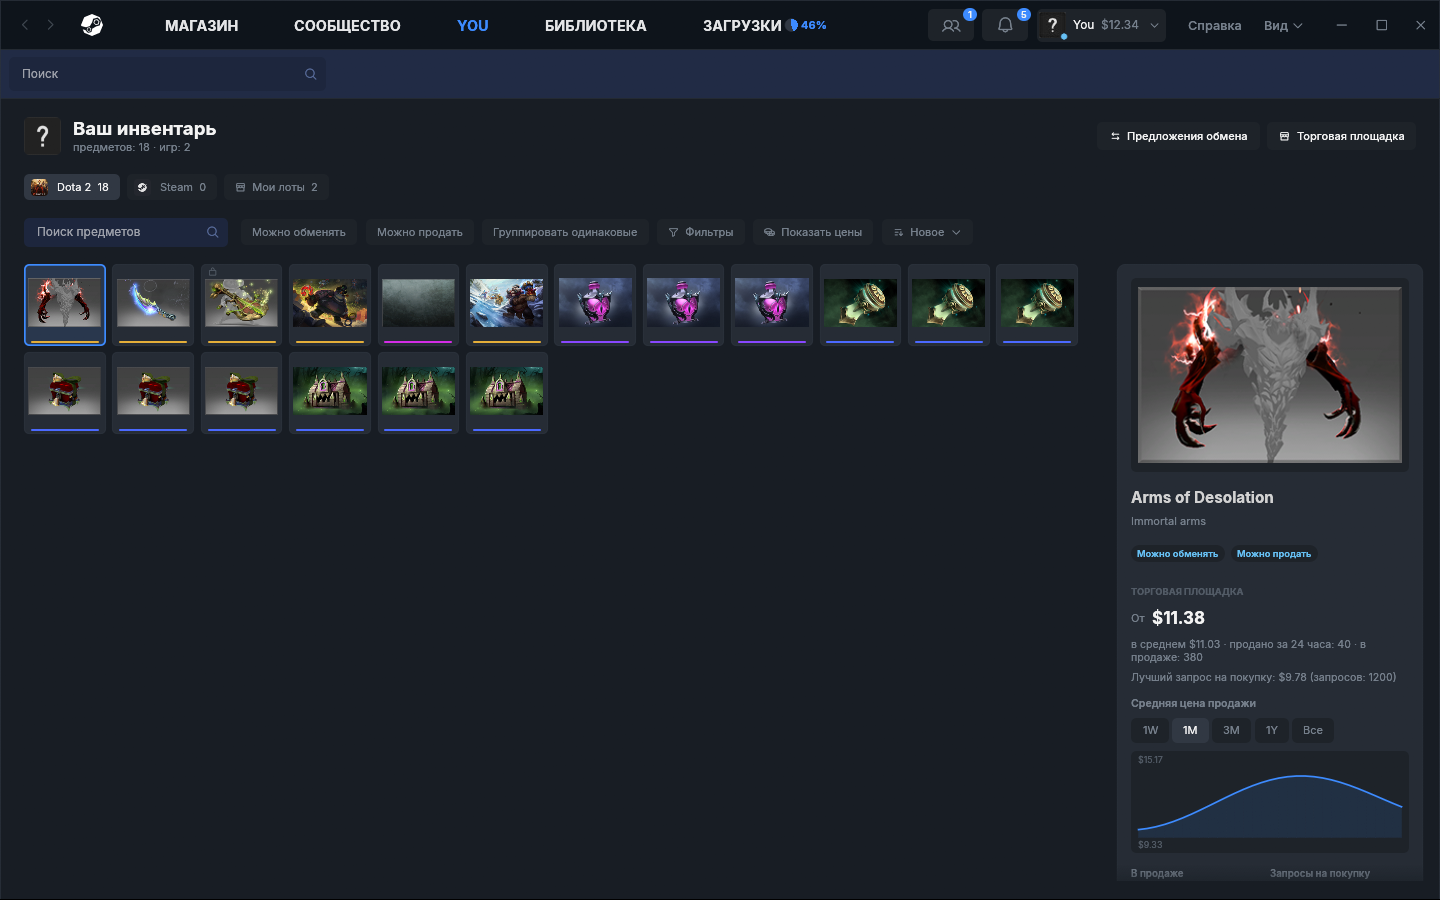 МАГАЗИН
СООБЩЕСТВО
YOU
БИБЛИОТЕКА
ЗАГРУЗКИ 46%
1
5
? You $12.34
Справка
Вид
Поиск
? Ваш инвентарь
предметов: 18 · игр: 2
Предложения обмена
Торговая площадка
Dota 2 18
Steam 0
Мои лоты 2
Поиск предметов
Можно обменять
Можно продать
Группировать одинаковые
Фильтры
Показать цены
Новое
Arms of Desolation
Immortal arms
Можно обменять
Можно продать
ТОРГОВАЯ ПЛОЩАДКА
От $11.38
в среднем $11.03 · продано за 24 часа: 40 · в
продаже: 380
Лучший запрос на покупку: $9.78 (запросов: 1200)
Средняя цена продажи
1W 1M 3M 1Y Все
$15.17
$9.33
В продаже
Запросы на покупку